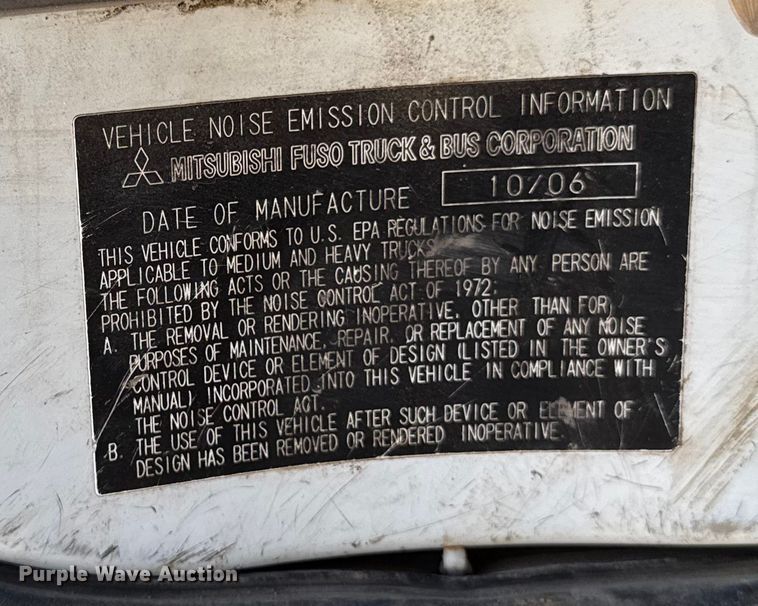 VEHICLE NOISE EMISSION CONTROL INFORMATION
MITSUBISHI FUSO TRUCK & BUS CORPORATION
DATE OF MANUFACTURE 10/06
THIS VEHICLE CONFORMS TO U.S. EPA REGULATIONS FOR NOISE EMISSION
APPLICABLE TO MEDIUM AND HEAVY TRUCKS
THE FOLLOWING ACTS OR THE CAUSING THEREOF BY ANY PERSON ARE
PROHIBITED BY THE NOISE CONTROL ACT OF 1972:
A. THE REMOVAL OR RENDERING INOPERATIVE, OTHER THAN FOR
PURPOSES OF MAINTENANCE, REPAIR, OR REPLACEMENT OF ANY NOISE
CONTROL DEVICE OR ELEMENT OF DESIGN (LISTED IN THE OWNER'S
MANUAL) INCORPORATED INTO THIS VEHICLE IN COMPLIANCE WITH
THE NOISE CONTROL ACT.
B. THE USE OF THIS VEHICLE AFTER SUCH DEVICE OR ELEMENT OF
DESIGN HAS BEEN REMOVED OR RENDERED INOPERATIVE.
Purple Wave Auction